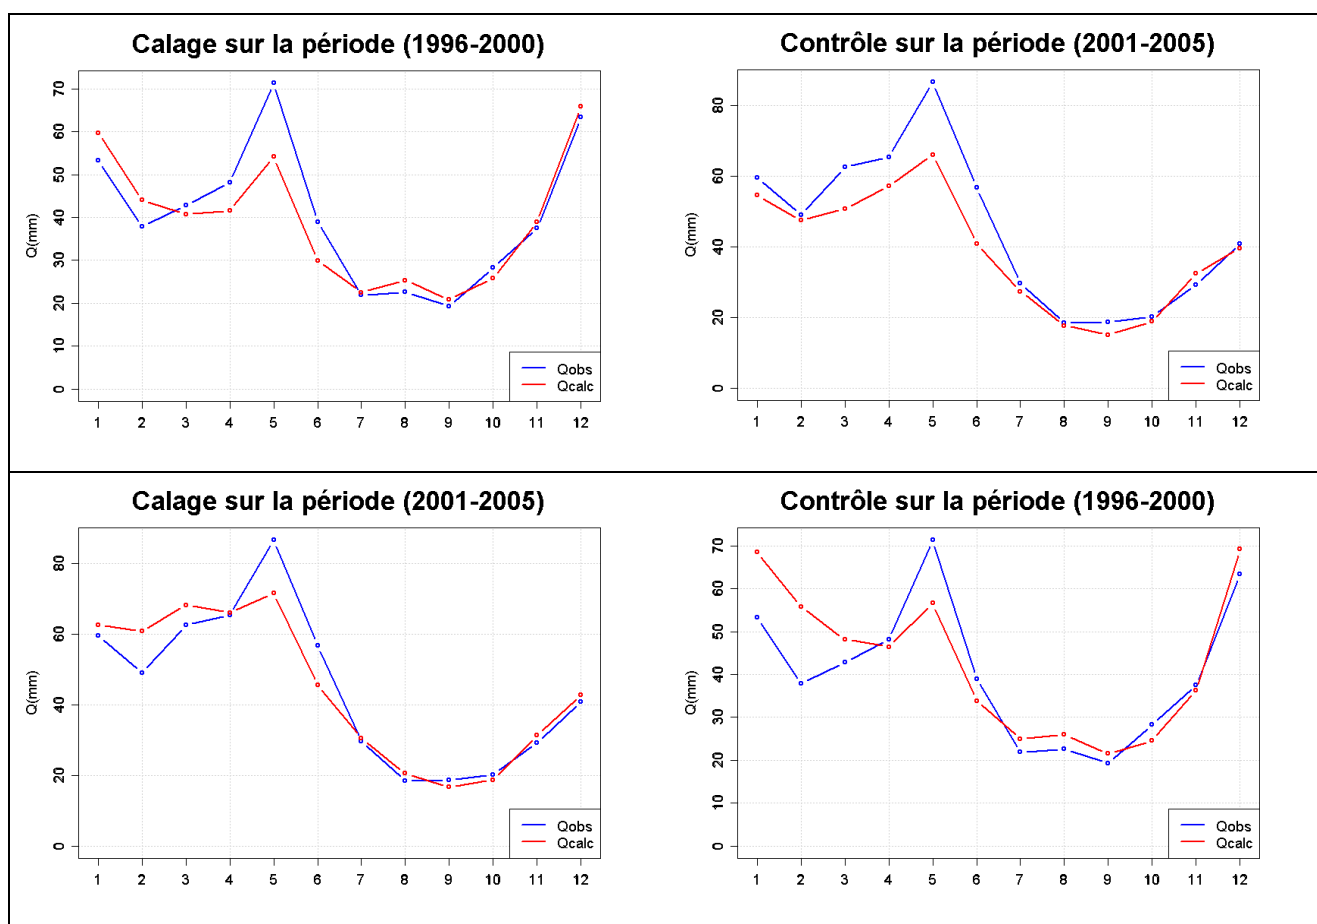 Calage sur la période (1996-2000)
Q(mm)
70
60
50
40
30
20
10
0
1 2 3 4 5 6 7 8 9 10 11 12
Qobs
Qcalc
Contrôle sur la période (2001-2005)
Q(mm)
80
60
40
20
0
1 2 3 4 5 6 7 8 9 10 11 12
Qobs
Qcalc
Calage sur la période (2001-2005)
Q(mm)
80
60
40
20
0
1 2 3 4 5 6 7 8 9 10 11 12
Qobs
Qcalc
Contrôle sur la période (1996-2000)
Q(mm)
70
60
50
40
30
20
10
0
1 2 3 4 5 6 7 8 9 10 11 12
Qobs
Qcalc